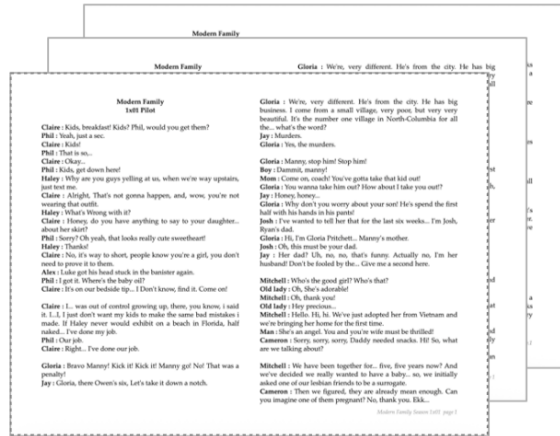 Modern Family
Modern Family
Gloria : We're, very different. He's from the city. He has big
Modern Family
1x01 Pilot
Claire : Kids, breakfast! Kids? Phil, would you get them?
Phil : Yeah, just a sec.
Claire : Kids!
Phil : That is so...
Claire : Okay...
Phil : Kids, get down here!
Haley : Why are you guys yelling at us, when we're way upstairs,
just text me.
Claire : Alright, That's not gonna happen, and, wow, you're not
wearing that outfit.
Haley : What's Wrong with it?
Claire : Honey, do you have anything to say to your daughter..
about her skirt?
Phil : Sorry? Oh yeah, that looks really cute sweetheart!
Haley : Thanks!
Claire : No, it's way to short, people know you're a girl, you don't
need to prove it to them.
Alex : Luke got his head stuck in the banister again.
Phil : I got it. Where's the baby oil?
Claire : It's on our bedside tip... I Don't know, find it. Come on!
Claire : I... was out of control growing up, there, you know, i said
it. I..I, I just don't want my kids to make the same bad mistakes i
made. If Haley never would exhibit on a beach in Florida, half
naked... I've done my job.
Phil : Our job.
Claire : Right... I've done our job.
Gloria : Bravo Manny! Kick it! Kick it! Manny go! No! That was a
penalty!
Jay : Gloria, there Owen's six, Let's take it down a notch.
Gloria : We're, very different. He's from the city. He has big
business. I come from a small village, very poor, but very very
beautiful. It's the number one village in North-Columbia for all
the... what's the word?
Jay : Murders.
Gloria : Yes, the murders.
Gloria : Manny, stop him! Stop him!
Boy : Dammit, manny!
Mom : Come on, coach! You've gotta take that kid out!
Gloria : You wanna take him out? How about I take you out!?
Jay : Honey, honey...
Gloria : Why don't you worry about your son! He's spend the first
half with his hands in his pants!
Josh : I've wanted to tell her that for the last six weeks... I'm Josh,
Ryan's dad.
Gloria : Hi, I'm Gloria Pritchett... Manny's mother.
Josh : Oh, this must be your dad.
Jay : Her dad? Uh, no, no, that's funny. Actually no, I'm her
husband! Don't be fooled by the... Give me a second here.
Mitchell : Who's the good girl? Who's that?
Old lady : Oh, She's adorable!
Mitchell : Oh, thank you!
Old lady : Hey precious...
Mitchell : Hello. Hi, hi. We've just adopted her from Vietnam and
we're bringing her home for the first time.
Man : She's an angel. You and you're wife must be thrilled!
Cameron : Sorry, sorry, sorry, Daddy needed snacks. Hi! So, what
are we talking about?
Mitchell : We have been together for... five, five years now? And
we've decided we really wanted to have a baby... so, we initially
asked one of our lesbian friends to be a surrogate.
Cameron : Then we figured, they are already mean enough. Can
you imagine one of them pregnant? No, thank you. Ekk...
Modern Family Season 1x01 page 1